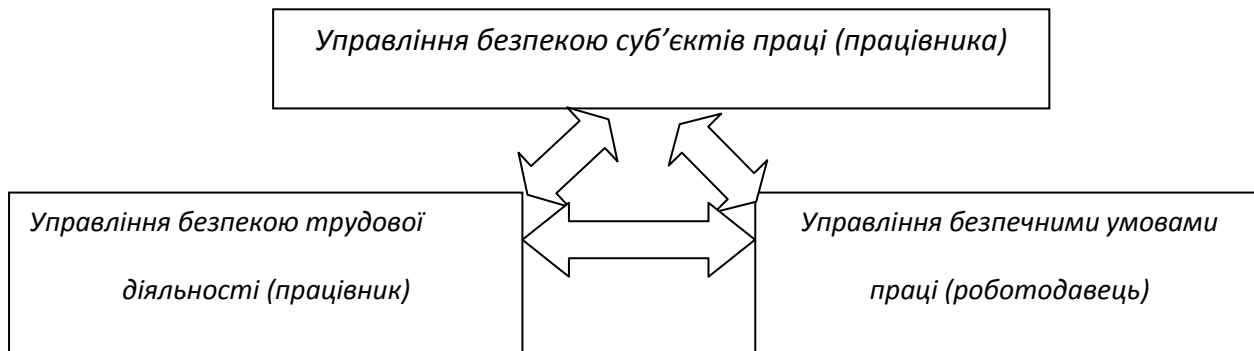 Управління безпекою суб’єктів праці (працівника)
Управління безпекою трудової
діяльності (працівник)
Управління безпечними умовами
праці (роботодавець)